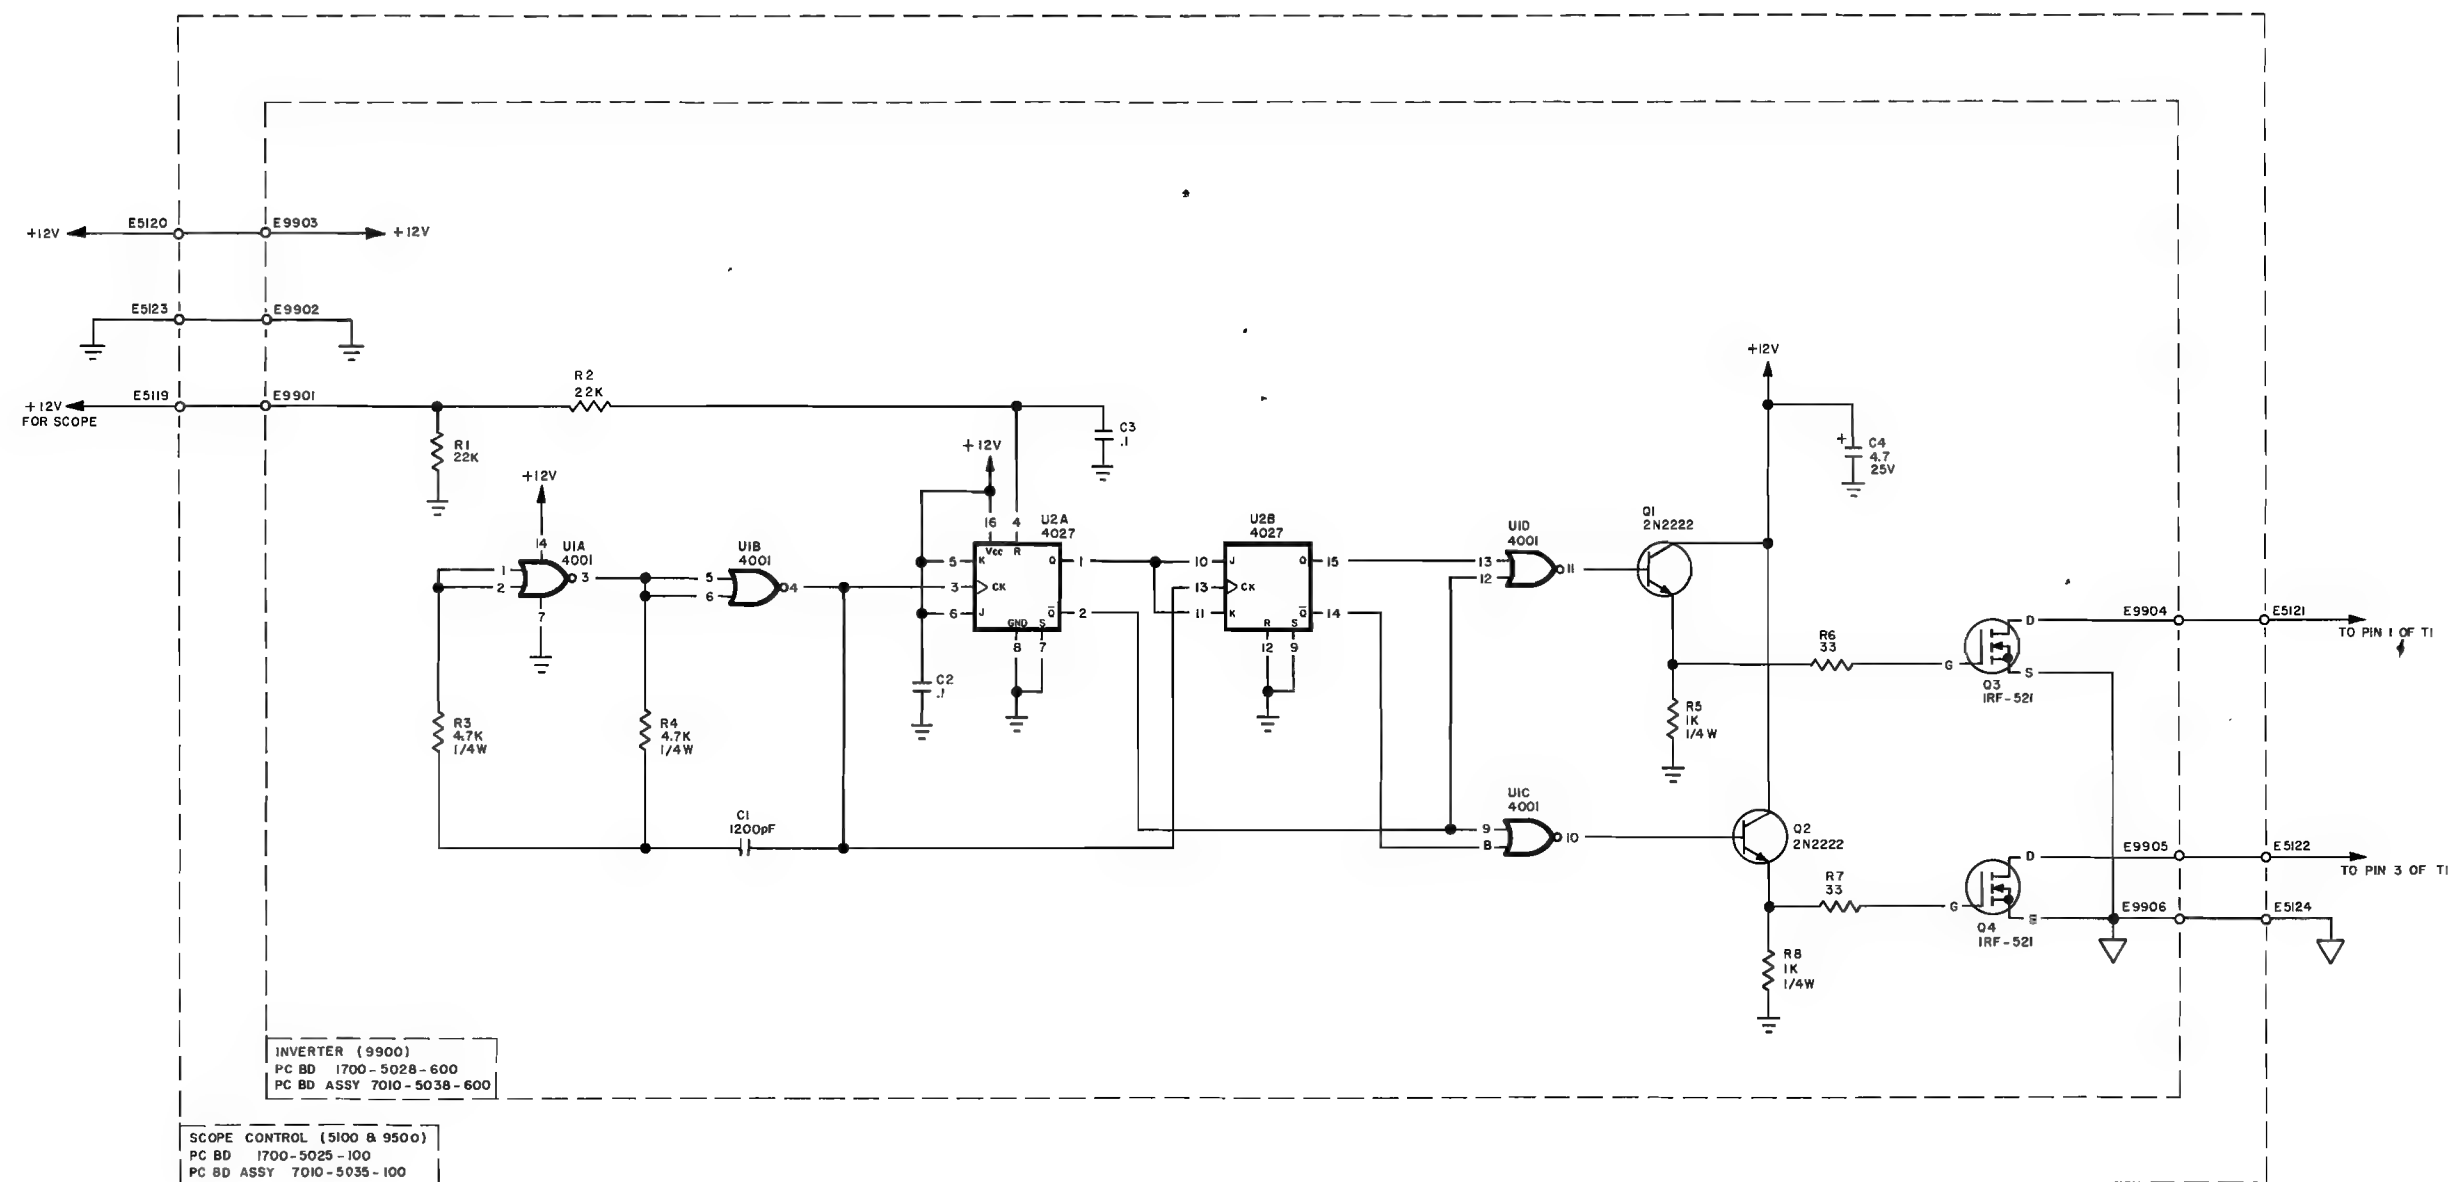 +12V
E5120
E9903
+12V
E5123
E9902
+12V
FOR SCOPE
E5119
E9901
R2
22K
R1
22K
C3
.1
+12V
+12V
14
U1A
4001
1
2
3
7
U1B
4001
5
6
4
16
4
U2A
4027
Vcc
R
5
K
Q
1
3
CK
6
J
Q
2
GND
S
8
7
C2
.1
U2B
4027
10
J
Q
15
13
CK
11
K
Q
14
R
S
12
9
R3
4.7K
1/4W
R4
4.7K
1/4W
C1
1200pF
U1D
4001
13
12
11
U1C
4001
9
8
10
+12V
C4
+
4.7
25V
Q1
2N2222
R5
1K
1/4W
R6
33
G
D
S
Q3
IRF-521
E9904
E5121
TO PIN 1 OF T1
Q2
2N2222
R7
33
R8
1K
1/4W
G
D
S
Q4
IRF-521
E9905
E5122
TO PIN 3 OF T1
E9906
E5124
INVERTER (9900)
PC BD 1700-5028-600
PC BD ASSY 7010-5038-600
SCOPE CONTROL (5100 & 9500)
PC BD 1700-5025-100
PC BD ASSY 7010-5035-100